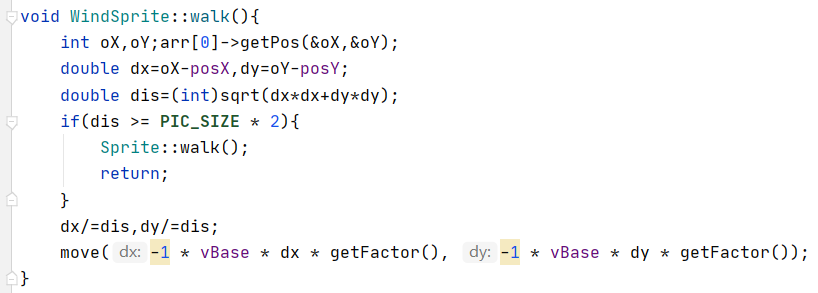 void WindSprite::walk(){
    int oX,oY;arr[0]->getPos(&oX,&oY);
    double dx=oX-posX,dy=oY-posY;
    double dis=(int)sqrt(dx*dx+dy*dy);
    if(dis >= PIC_SIZE * 2){
        Sprite::walk();
        return;
    }
    dx/=dis,dy/=dis;
    move( dx: -1 * vBase * dx * getFactor(), dy: -1 * vBase * dy * getFactor());
}